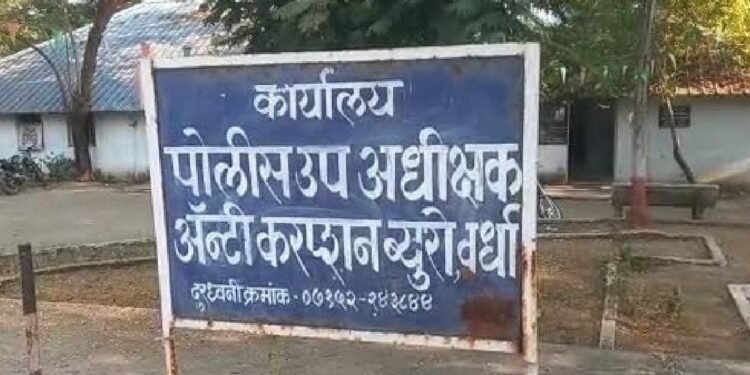 कार्यालय
पोलीस उप अधीक्षक
ॲन्टी करप्शन ब्युरो, वर्धा
दुरध्वनी क्रमांक - ०७१५२ - २४३८४४